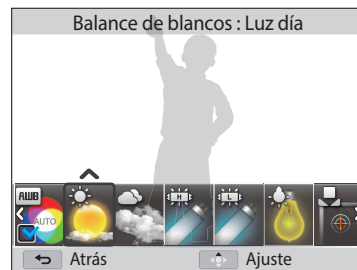 Balance de blancos : Luz día
AWB
AUTO
H
L
Atrás
Ajuste